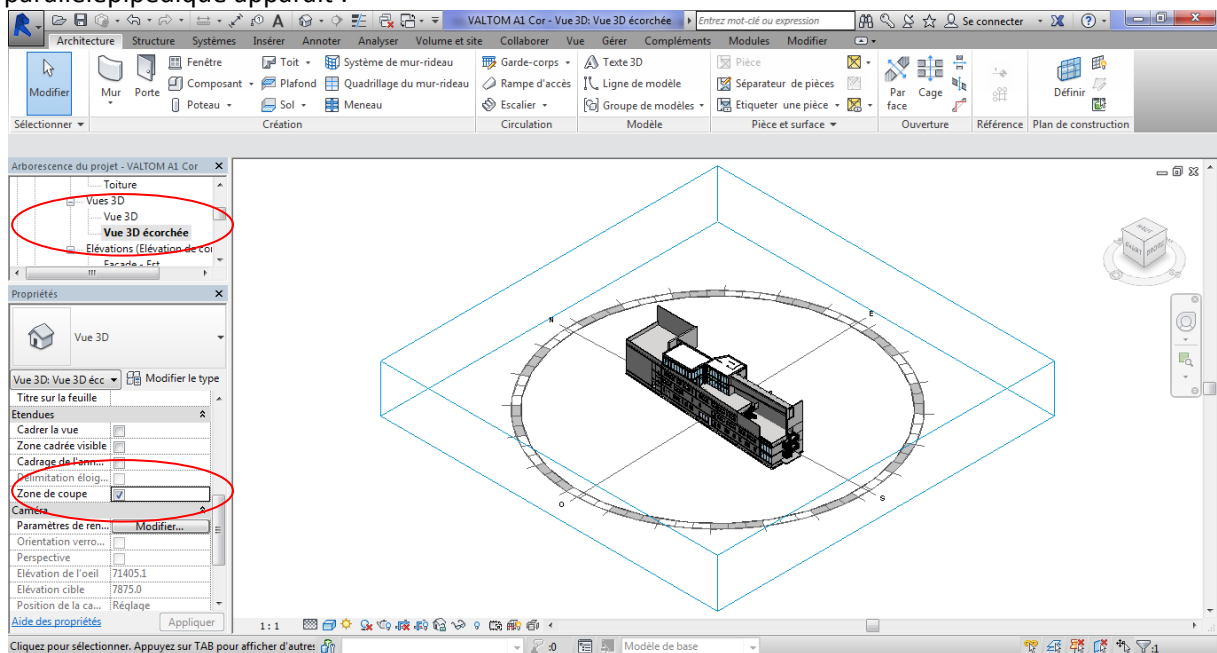 parallélépipédique apparaît :
VALTOM A1 Cor - Vue 3D: Vue 3D écorchée
Entrez mot-clé ou expression
Se connecter
Architecture Structure Systèmes Insérer Annoter Analyser Volume et site Collaborer Vue Gérer Compléments Modules Modifier
Modifier
Mur
Porte
Fenêtre
Composant
Poteau
Toit
Plafond
Sol
Système de mur-rideau
Quadrillage du mur-rideau
Meneau
Garde-corps
Rampe d'accès
Escalier
Texte 3D
Ligne de modèle
Groupe de modèles
Pièce
Séparateur de pièces
Etiqueter une pièce
Par
face
Cage
Définir
Sélectionner Création Circulation Modèle Pièce et surface Ouverture Référence Plan de construction
Arborescence du projet - VALTOM A1 Cor
Toiture
Vues 3D
Vue 3D
Vue 3D écorchée
Elévations (Elévation de coi
Façade - Est
Propriétés
Vue 3D
Vue 3D: Vue 3D écc
Modifier le type
Titre sur la feuille
Etendues
Cadrer la vue
Zone cadrée visible
Cadrage de l'ann...
Délimitation éloig...
Zone de coupe
Caméra
Paramètres de ren... Modifier...
Orientation verro...
Perspective
Elévation de l'oeil 71405.1
Elévation cible 7875.0
Position de la ca... Réglage
Aide des propriétés
Appliquer
N
E
O
S
1 : 1
Cliquez pour sélectionner. Appuyez sur TAB pour afficher d'autres
:0
Modèle de base
:1